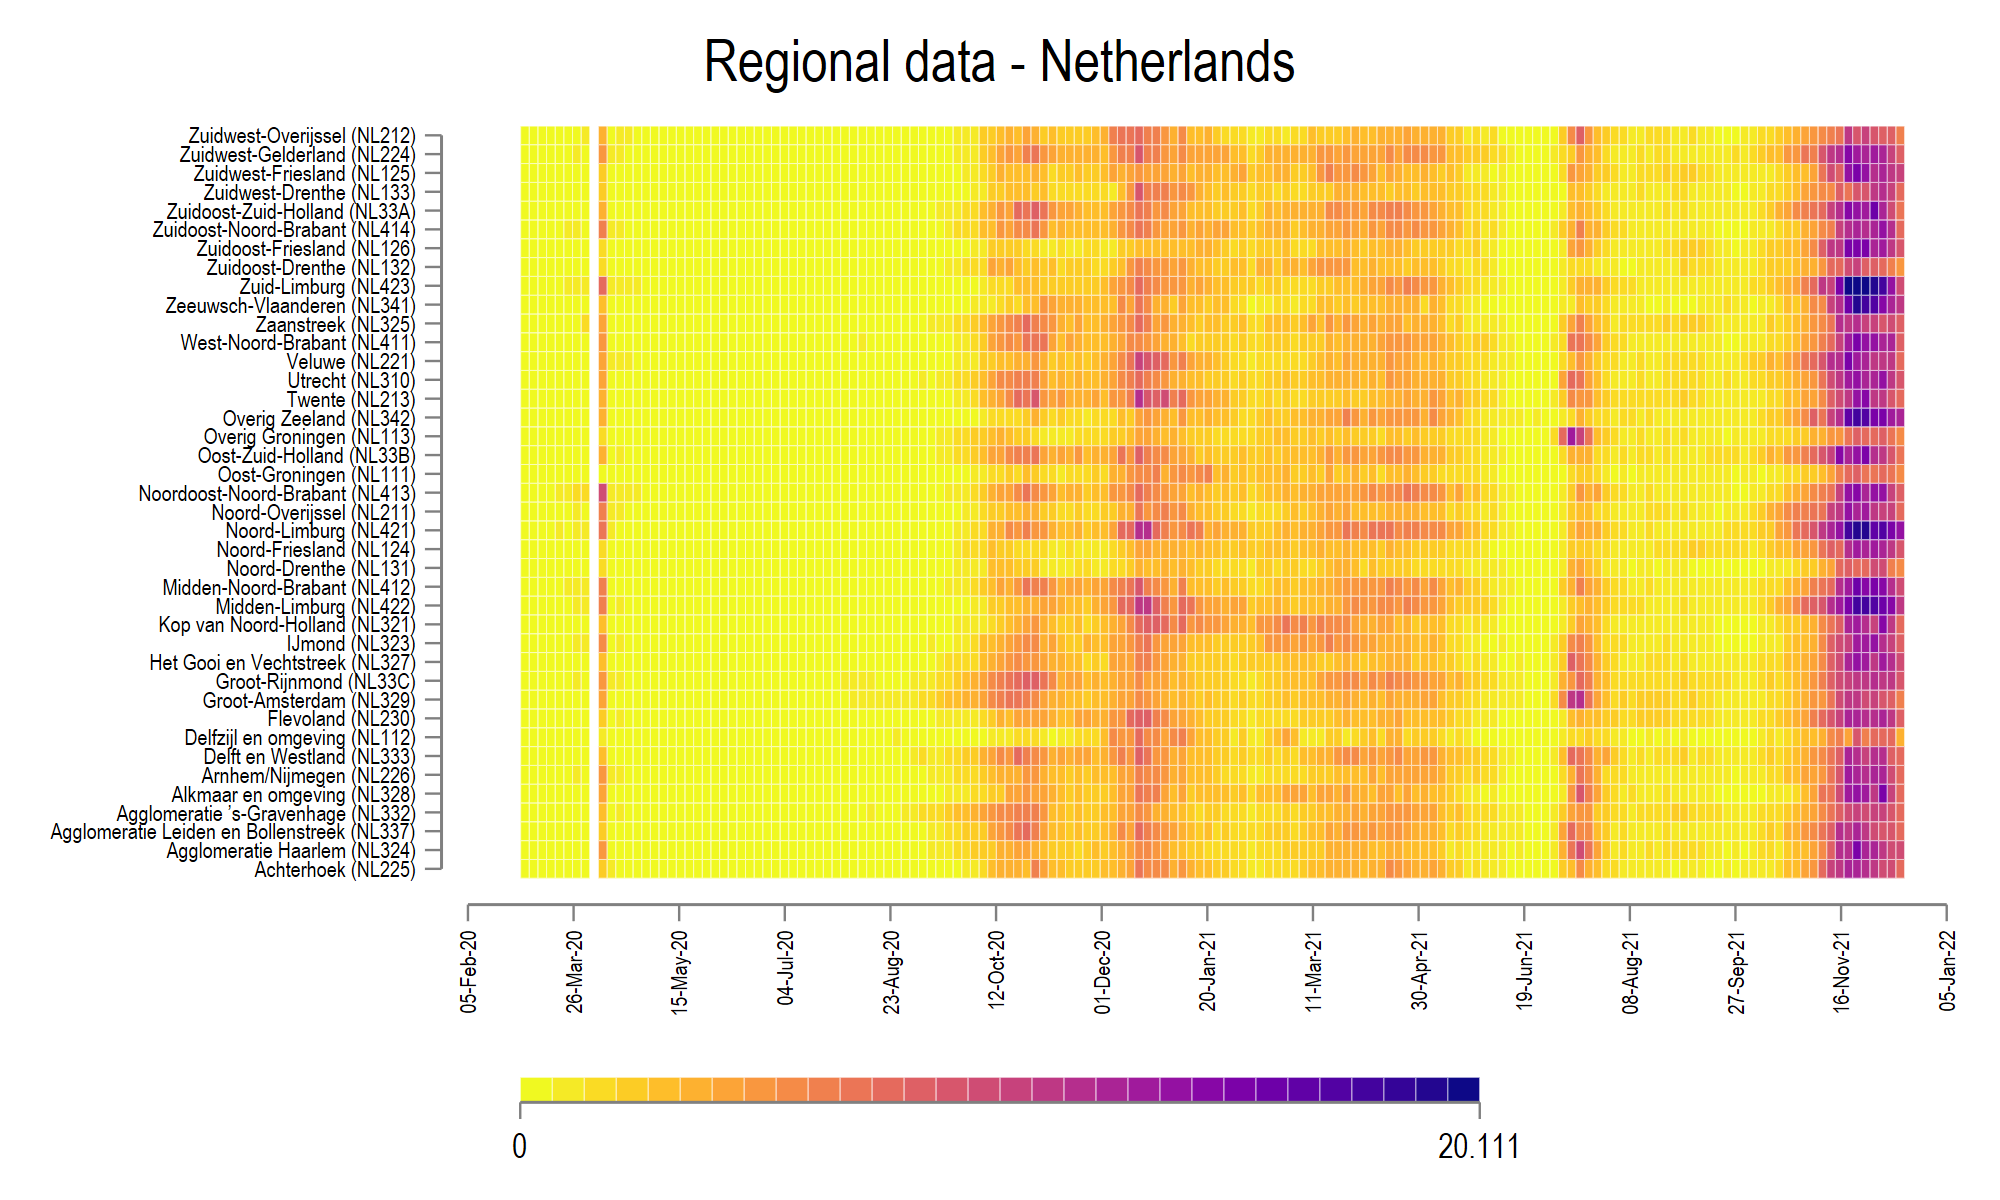 Regional data - Netherlands
Zuidwest-Overijssel (NL212)
Zuidwest-Gelderland (NL224)
Zuidwest-Friesland (NL125)
Zuidwest-Drenthe (NL133)
Zuidoost-Zuid-Holland (NL33A)
Zuidoost-Noord-Brabant (NL414)
Zuidoost-Friesland (NL126)
Zuidoost-Drenthe (NL132)
Zuid-Limburg (NL423)
Zeeuwsch-Vlaanderen (NL341)
Zaanstreek (NL325)
West-Noord-Brabant (NL411)
Veluwe (NL221)
Utrecht (NL310)
Twente (NL213)
Overig Zeeland (NL342)
Overig Groningen (NL113)
Oost-Zuid-Holland (NL33B)
Oost-Groningen (NL111)
Noordoost-Noord-Brabant (NL413)
Noord-Overijssel (NL211)
Noord-Limburg (NL421)
Noord-Friesland (NL124)
Noord-Drenthe (NL131)
Midden-Noord-Brabant (NL412)
Midden-Limburg (NL422)
Kop van Noord-Holland (NL321)
IJmond (NL323)
Het Gooi en Vechtstreek (NL327)
Groot-Rijnmond (NL33C)
Groot-Amsterdam (NL329)
Flevoland (NL230)
Delfzijl en omgeving (NL112)
Delft en Westland (NL333)
Arnhem/Nijmegen (NL226)
Alkmaar en omgeving (NL328)
Agglomeratie 's-Gravenhage (NL332)
Agglomeratie Leiden en Bollenstreek (NL337)
Agglomeratie Haarlem (NL324)
Achterhoek (NL225)
05-Feb-20
26-Mar-20
15-May-20
04-Jul-20
23-Aug-20
12-Oct-20
01-Dec-20
20-Jan-21
11-Mar-21
30-Apr-21
19-Jun-21
08-Aug-21
27-Sep-21
16-Nov-21
05-Jan-22
0
20.111